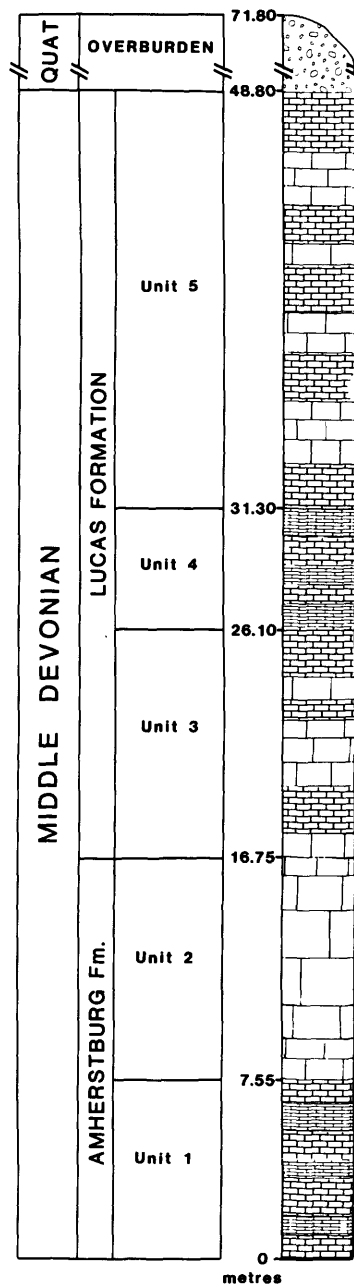 71.80
QUAT
OVERBURDEN
48.80
MIDDLE DEVONIAN
LUCAS FORMATION
Unit 5
31.30
Unit 4
26.10
Unit 3
16.75
AMHERSTBURG Fm.
Unit 2
7.55
Unit 1
0
metres